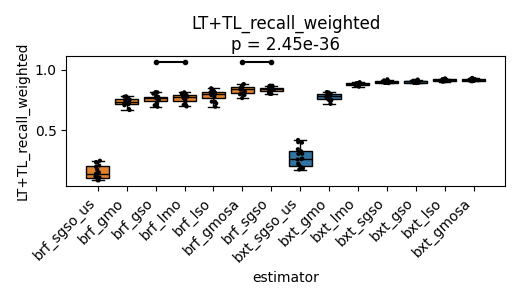 LT+TL_recall_weighted
p = 2.45e-36
LT+TL_recall_weighted
1.0
0.5
brf_sgso_us
brf_gmo
brf_gso
brf_lmo
brf_lso
brf_gmosa
brf_sgso
bxt_sgso_us
bxt_gmo
bxt_lmo
bxt_sgso
bxt_gso
bxt_lso
bxt_gmosa
estimator